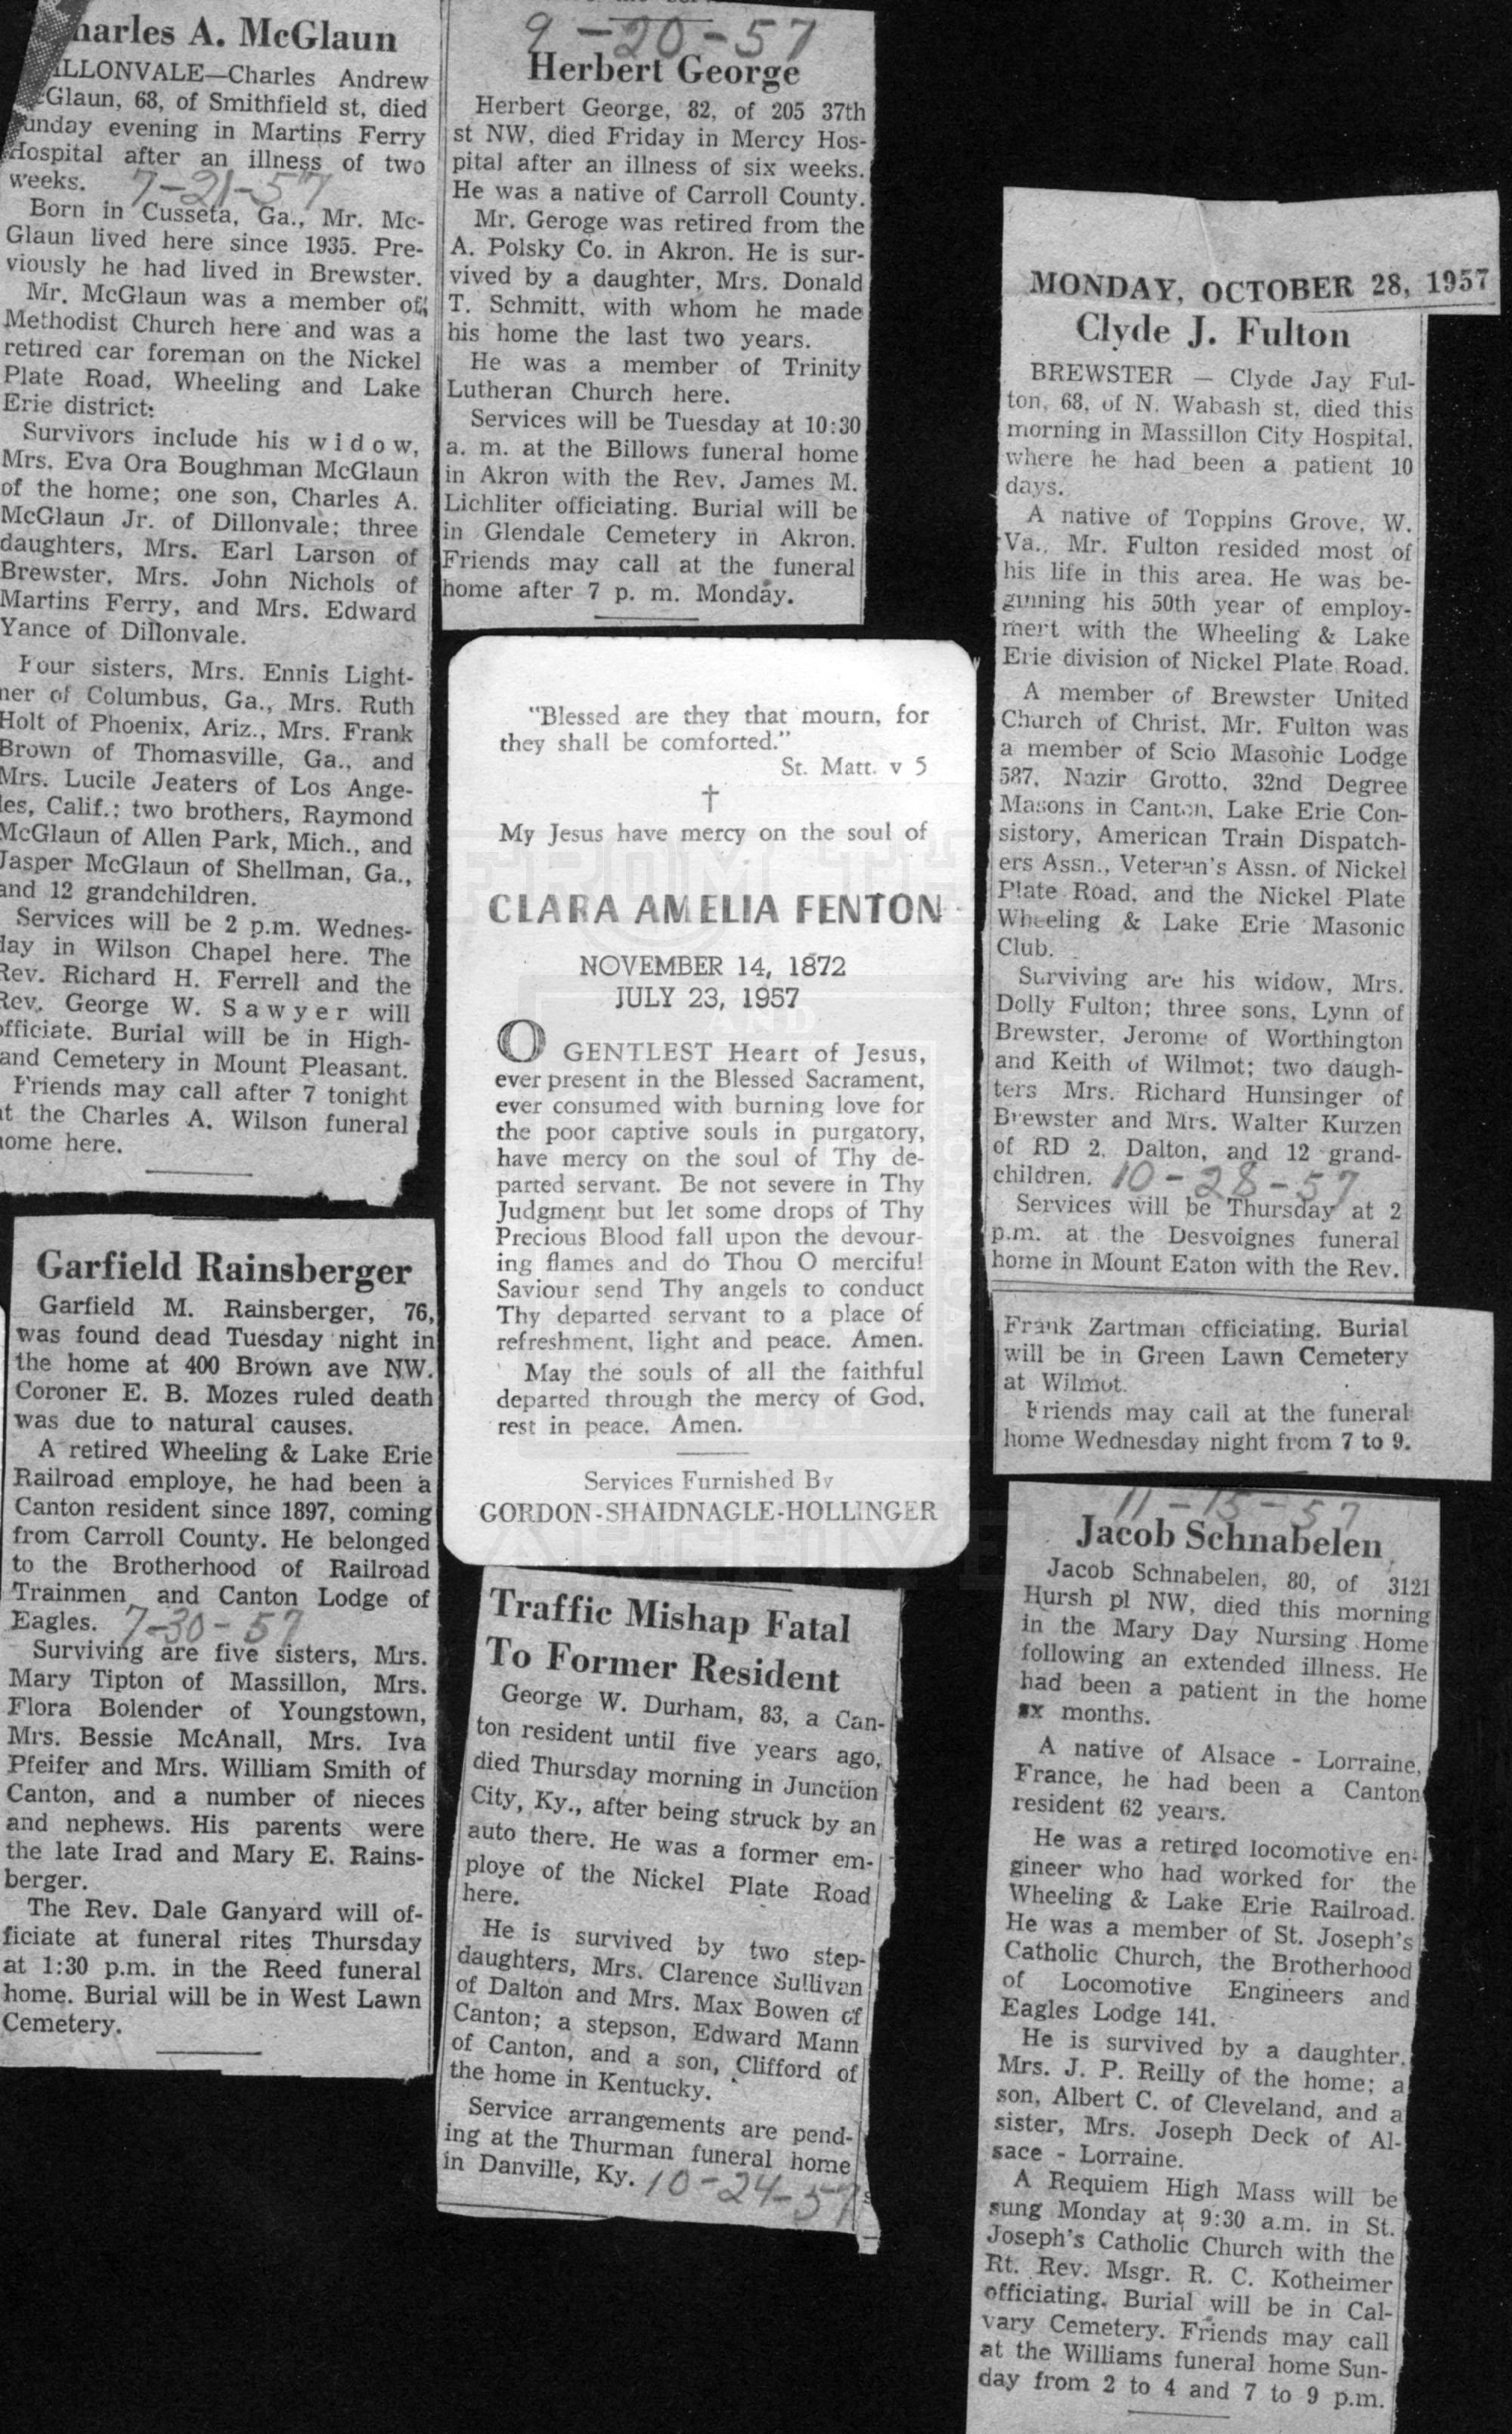 harles A. McGlaun
ILLONVALE—Charles Andrew
Glaun, 68, of Smithfield st, died
unday evening in Martins Ferry
Hospital after an illness of two
weeks. 7-21-57
Born in Cusseta, Ga., Mr. Mc-
Glaun lived here since 1935. Pre-
viously he had lived in Brewster.
Mr. McGlaun was a member of
Methodist Church here and was a
retired car foreman on the Nickel
Plate Road, Wheeling and Lake
Erie district:
Survivors include his widow,
Mrs. Eva Ora Boughman McGlaun
of the home; one son, Charles A.
McGlaun Jr. of Dillonvale; three
daughters, Mrs. Earl Larson of
Brewster, Mrs. John Nichols of
Martins Ferry, and Mrs. Edward
Yance of Dillonvale.
Four sisters, Mrs. Ennis Light-
ner of Columbus, Ga., Mrs. Ruth
Holt of Phoenix, Ariz., Mrs. Frank
Brown of Thomasville, Ga., and
Mrs. Lucile Jeaters of Los Ange-
les, Calif.; two brothers, Raymond
McGlaun of Allen Park, Mich., and
Jasper McGlaun of Shellman, Ga.,
and 12 grandchildren.
Services will be 2 p.m. Wednes-
day in Wilson Chapel here. The
Rev. Richard H. Ferrell and the
Rev. George W. Sawyer will
officiate. Burial will be in High-
land Cemetery in Mount Pleasant.
Friends may call after 7 tonight
at the Charles A. Wilson funeral
home here.
Garfield Rainsberger
Garfield M. Rainsberger, 76,
was found dead Tuesday night in
the home at 400 Brown ave NW.
Coroner E. B. Mozes ruled death
was due to natural causes.
A retired Wheeling & Lake Erie
Railroad employe, he had been a
Canton resident since 1897, coming
from Carroll County. He belonged
to the Brotherhood of Railroad
Trainmen and Canton Lodge of
Eagles. 7-30-57
Surviving are five sisters, Mrs.
Mary Tipton of Massillon, Mrs.
Flora Bolender of Youngstown,
Mrs. Bessie McAnall, Mrs. Iva
Pfeifer and Mrs. William Smith of
Canton, and a number of nieces
and nephews. His parents were
the late Irad and Mary E. Rains-
berger.
The Rev. Dale Ganyard will of-
ficiate at funeral rites Thursday
at 1:30 p.m. in the Reed funeral
home. Burial will be in West Lawn
Cemetery.
9-20-57
Herbert George
Herbert George, 82, of 205 37th
st NW, died Friday in Mercy Hos-
pital after an illness of six weeks.
He was a native of Carroll County.
Mr. Geroge was retired from the
A. Polsky Co. in Akron. He is sur-
vived by a daughter, Mrs. Donald
T. Schmitt, with whom he made
his home the last two years.
He was a member of Trinity
Lutheran Church here.
Services will be Tuesday at 10:30
a. m. at the Billows funeral home
in Akron with the Rev. James M.
Lichliter officiating. Burial will be
in Glendale Cemetery in Akron.
Friends may call at the funeral
home after 7 p. m. Monday.
"Blessed are they that mourn, for
they shall be comforted."
St. Matt. v 5
†
My Jesus have mercy on the soul of
CLARA AMELIA FENTON
NOVEMBER 14, 1872
JULY 23, 1957
O GENTLEST Heart of Jesus,
ever present in the Blessed Sacrament,
ever consumed with burning love for
the poor captive souls in purgatory,
have mercy on the soul of Thy de-
parted servant. Be not severe in Thy
Judgment but let some drops of Thy
Precious Blood fall upon the devour-
ing flames and do Thou O merciful
Saviour send Thy angels to conduct
Thy departed servant to a place of
refreshment, light and peace. Amen.
May the souls of all the faithful
departed through the mercy of God,
rest in peace. Amen.
Services Furnished By
GORDON-SHAIDNAGLE-HOLLINGER
Traffic Mishap Fatal
To Former Resident
George W. Durham, 83, a Can-
ton resident until five years ago,
died Thursday morning in Junction
City, Ky., after being struck by an
auto there. He was a former em-
ploye of the Nickel Plate Road
here.
He is survived by two step-
daughters, Mrs. Clarence Sullivan
of Dalton and Mrs. Max Bowen of
Canton; a stepson, Edward Mann
of Canton, and a son, Clifford of
the home in Kentucky.
Service arrangements are pend-
ing at the Thurman funeral home
in Danville, Ky. 10-24-57
MONDAY, OCTOBER 28, 1957
Clyde J. Fulton
BREWSTER — Clyde Jay Ful-
ton, 68, of N. Wabash st, died this
morning in Massillon City Hospital,
where he had been a patient 10
days.
A native of Toppins Grove, W.
Va., Mr. Fulton resided most of
his life in this area. He was be-
ginning his 50th year of employ-
ment with the Wheeling & Lake
Erie division of Nickel Plate Road.
A member of Brewster United
Church of Christ, Mr. Fulton was
a member of Scio Masonic Lodge
587, Nazir Grotto, 32nd Degree
Masons in Canton, Lake Erie Con-
sistory, American Train Dispatch-
ers Assn., Veteran's Assn. of Nickel
Plate Road, and the Nickel Plate
Wheeling & Lake Erie Masonic
Club.
Surviving are his widow, Mrs.
Dolly Fulton; three sons, Lynn of
Brewster, Jerome of Worthington
and Keith of Wilmot; two daugh-
ters Mrs. Richard Hunsinger of
Brewster and Mrs. Walter Kurzen
of RD 2, Dalton, and 12 grand-
children. 10-28-57
Services will be Thursday at 2
p.m. at the Desvoignes funeral
home in Mount Eaton with the Rev.
Frank Zartman officiating. Burial
will be in Green Lawn Cemetery
at Wilmot.
Friends may call at the funeral
home Wednesday night from 7 to 9.
11-15-57
Jacob Schnabelen
Jacob Schnabelen, 80, of 3121
Hursh pl NW, died this morning
in the Mary Day Nursing Home
following an extended illness. He
had been a patient in the home
six months.
A native of Alsace - Lorraine,
France, he had been a Canton
resident 62 years.
He was a retired locomotive en-
gineer who had worked for the
Wheeling & Lake Erie Railroad.
He was a member of St. Joseph's
Catholic Church, the Brotherhood
of Locomotive Engineers and
Eagles Lodge 141.
He is survived by a daughter,
Mrs. J. P. Reilly of the home; a
son, Albert C. of Cleveland, and a
sister, Mrs. Joseph Deck of Al-
sace - Lorraine.
A Requiem High Mass will be
sung Monday at 9:30 a.m. in St.
Joseph's Catholic Church with the
Rt. Rev. Msgr. R. C. Kotheimer
officiating. Burial will be in Cal-
vary Cemetery. Friends may call
at the Williams funeral home Sun-
day from 2 to 4 and 7 to 9 p.m.